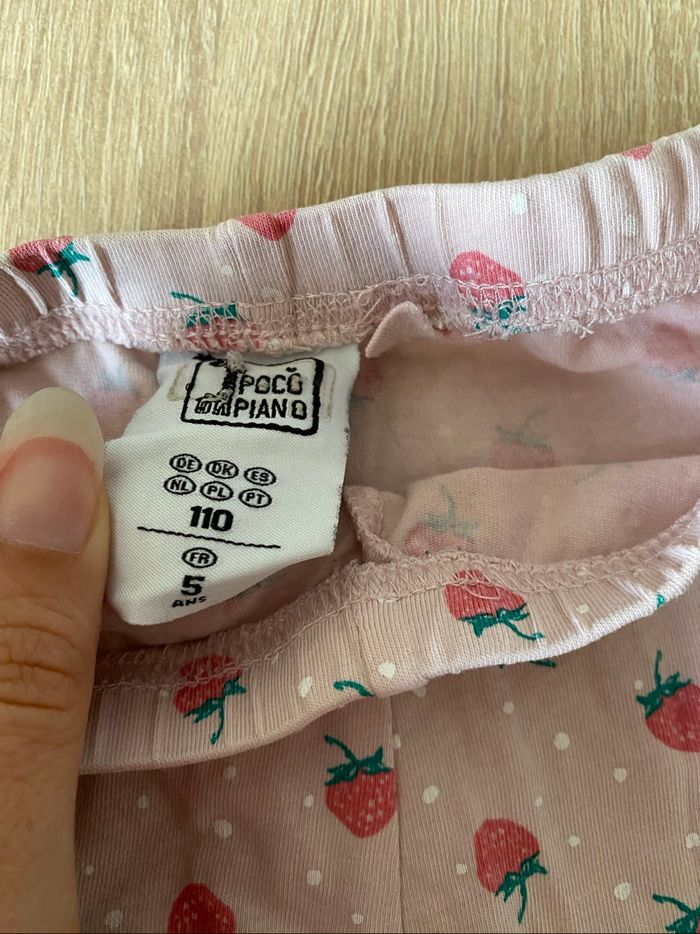 POCO
PIANO
DE DK ES
NL PL PT
110
FR
5
ANS